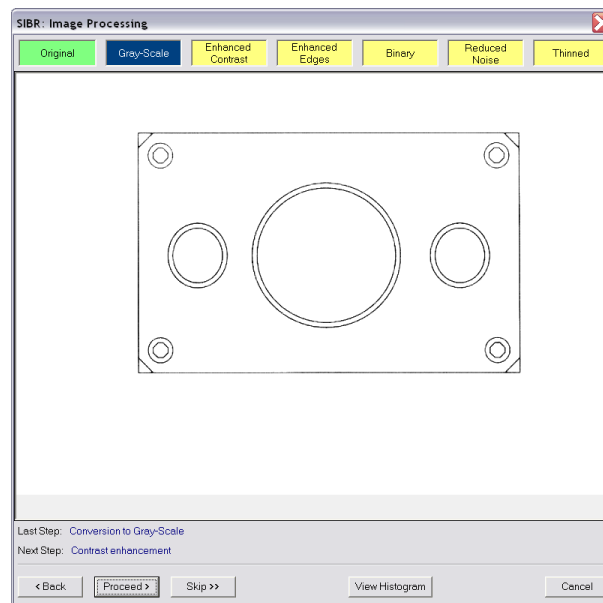 SIBR: Image Processing
Original
Gray-Scale
Enhanced
Contrast
Enhanced
Edges
Binary
Reduced
Noise
Thinned
Last Step: Conversion to Gray-Scale
Next Step: Contrast enhancement
< Back
Proceed >
Skip >>
View Histogram
Cancel